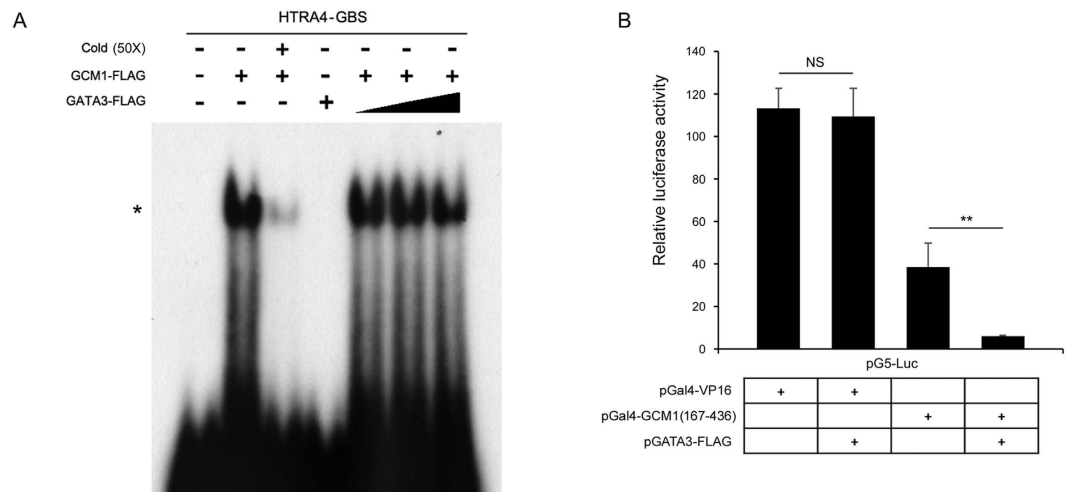 A
HTRA4-GBS
Cold (50X) - - + - - - -
GCM1-FLAG - + + - + + +
GATA3-FLAG - - - +
*
B
Relative luciferase activity
140
120
100
80
60
40
20
0
NS
**
pG5-Luc
pGal4-VP16 + +
pGal4-GCM1(167-436) + +
pGATA3-FLAG + +